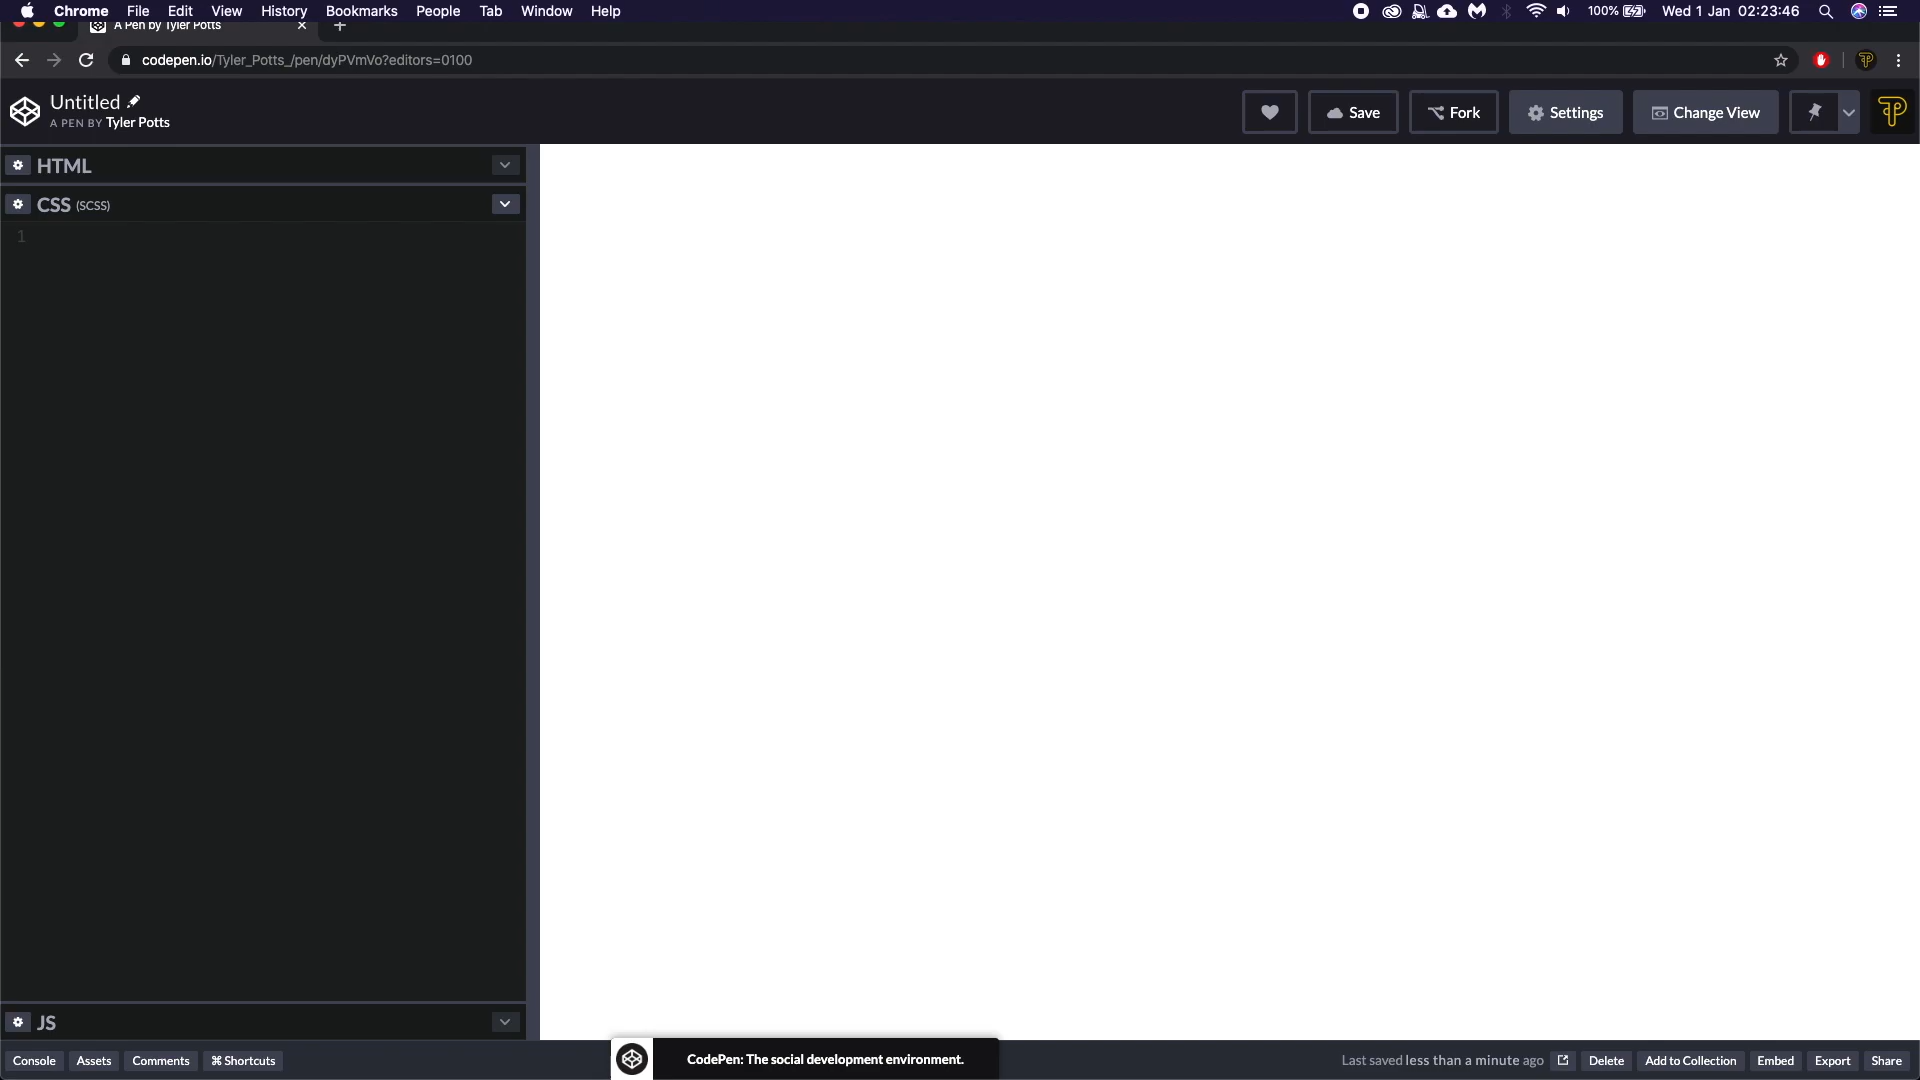 Chrome File Edit View History Bookmarks People Tab Window Help 100% Wed 1 Jan 02:23:46
A Pen by Tyler Potts
codepen.io/Tyler_Potts_/pen/dyPVmVo?editors=0100
Untitled
A PEN BY Tyler Potts
Save Fork Settings Change View
HTML
CSS (SCSS)
1
JS
Console Assets Comments ⌘ Shortcuts CodePen: The social development environment. Last saved less than a minute ago Delete Add to Collection Embed Export Share